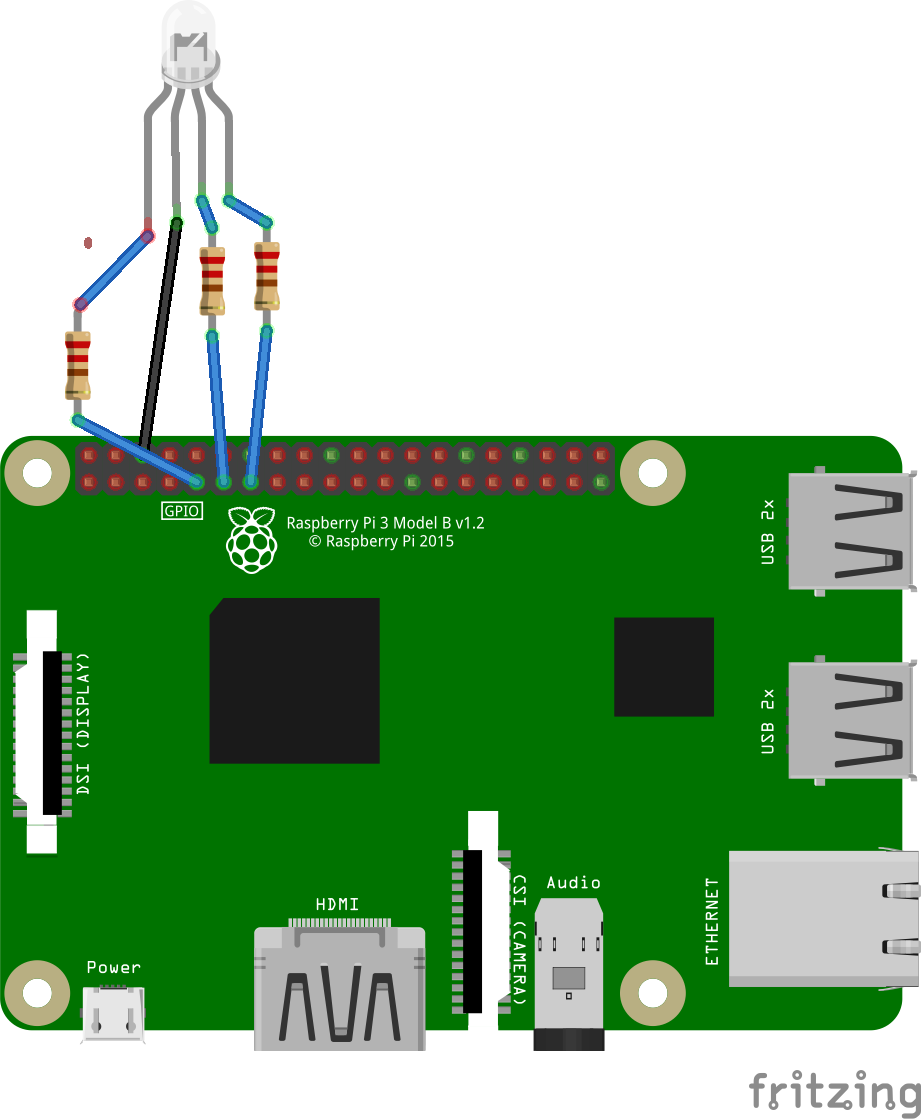 GPIO
Raspberry Pi 3 Model B v1.2
© Raspberry Pi 2015
USB 2x
DSI (DISPLAY)
USB 2x
CSI (CAMERA)
Audio
ETHERNET
HDMI
Power
fritzing